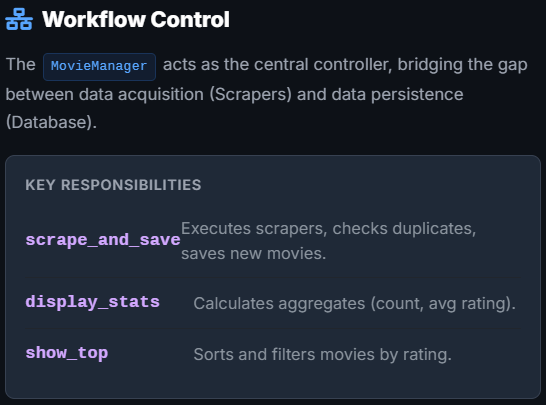 Workflow Control
The MovieManager acts as the central controller, bridging the gap
between data acquisition (Scrapers) and data persistence
(Database).
KEY RESPONSIBILITIES
scrape_and_save Executes scrapers, checks duplicates,
saves new movies.
display_stats Calculates aggregates (count, avg rating).
show_top Sorts and filters movies by rating.